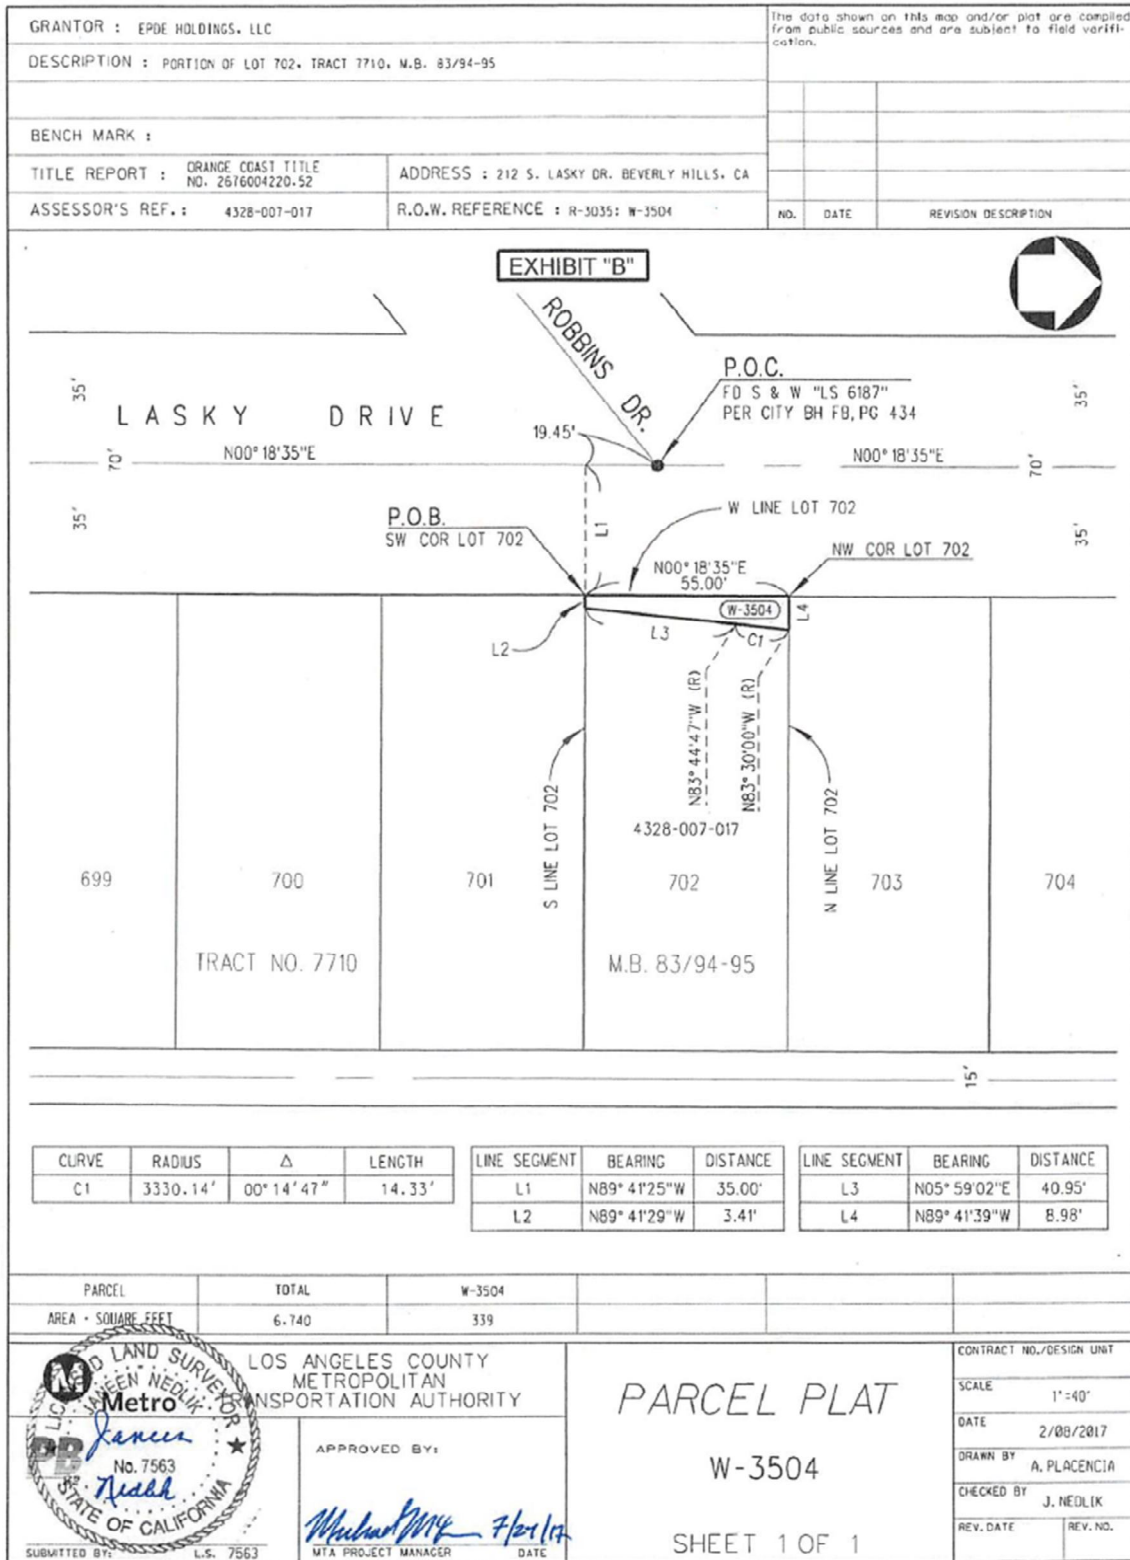 GRANTOR : EPDE HOLDINGS, LLC
The data shown on this map and/or plat are compiled
from public sources and are subject to field verifi-
cation.
DESCRIPTION : PORTION OF LOT 702, TRACT 7710, M.B. 83/94-95
BENCH MARK :
TITLE REPORT : ORANGE COAST TITLE
NO. 2676004220.52
ADDRESS : 212 S. LASKY DR. BEVERLY HILLS, CA
ASSESSOR'S REF.: 4328-007-017
R.O.W. REFERENCE : R-3035; W-3504
NO. DATE REVISION DESCRIPTION
EXHIBIT "B"
ROBBINS DR.
P.O.C.
FD S & W "LS 6187"
PER CITY BH FB, PG 434
35'
35'
LASKY DRIVE
19.45'
N00°18'35"E
N00°18'35"E
70'
70'
35'
35'
P.O.B.
SW COR LOT 702
L1
W LINE LOT 702
NW COR LOT 702
N00°18'35"E
55.00'
W-3504
L4
L2
L3
C1
N83°44'47"W (R)
N83°30'00"W (R)
S LINE LOT 702
N LINE LOT 702
4328-007-017
699
700
701
702
703
704
TRACT NO. 7710
M.B. 83/94-95
15'
CURVE RADIUS Δ LENGTH
C1 3330.14' 00°14'47" 14.33'
LINE SEGMENT BEARING DISTANCE
L1 N89°41'25"W 35.00'
L2 N89°41'29"W 3.41'
LINE SEGMENT BEARING DISTANCE
L3 N05°59'02"E 40.95'
L4 N89°41'39"W 8.98'
PARCEL TOTAL W-3504
AREA - SQUARE FEET 6,740 339
LOS ANGELES COUNTY
METROPOLITAN
TRANSPORTATION AUTHORITY
M
Metro
PB
LICENSED LAND SURVEYOR
JANEEN NEDLIK
Janeen
No. 7563
Nedlik
STATE OF CALIFORNIA
SUBMITTED BY: L.S. 7563
APPROVED BY:
MTA PROJECT MANAGER DATE
PARCEL PLAT
W-3504
SHEET 1 OF 1
CONTRACT NO./DESIGN UNIT
SCALE 1"=40'
DATE 2/08/2017
DRAWN BY A. PLACENCIA
CHECKED BY J. NEDLIK
REV. DATE REV. NO.